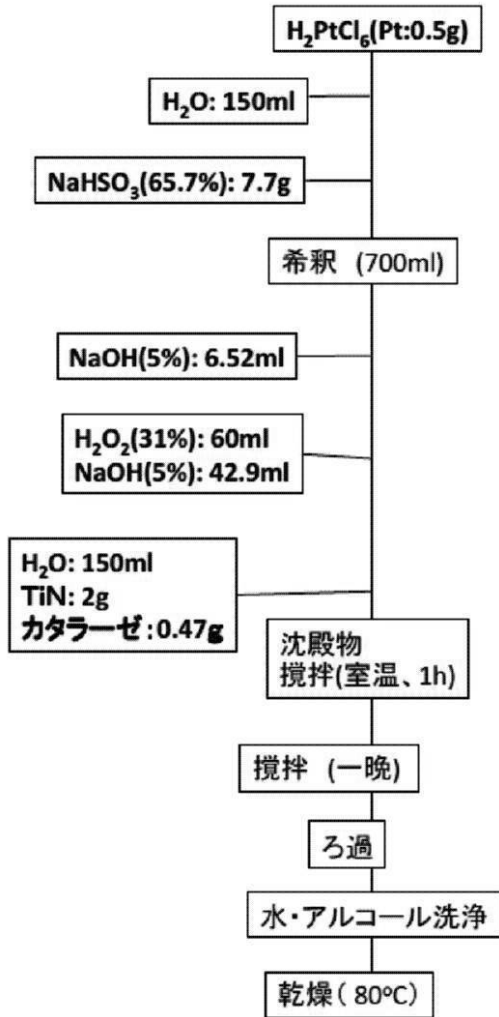 H₂PtCl₆(Pt:0.5g)
H₂O: 150ml
NaHSO₃(65.7%): 7.7g
希釈 (700ml)
NaOH(5%): 6.52ml
H₂O₂(31%): 60ml
NaOH(5%): 42.9ml
H₂O: 150ml
TiN: 2g
カタラーゼ:0.47g
沈殿物
撹拌(室温、1h)
撹拌 (一晩)
ろ過
水・アルコール洗浄
乾燥( 80℃)